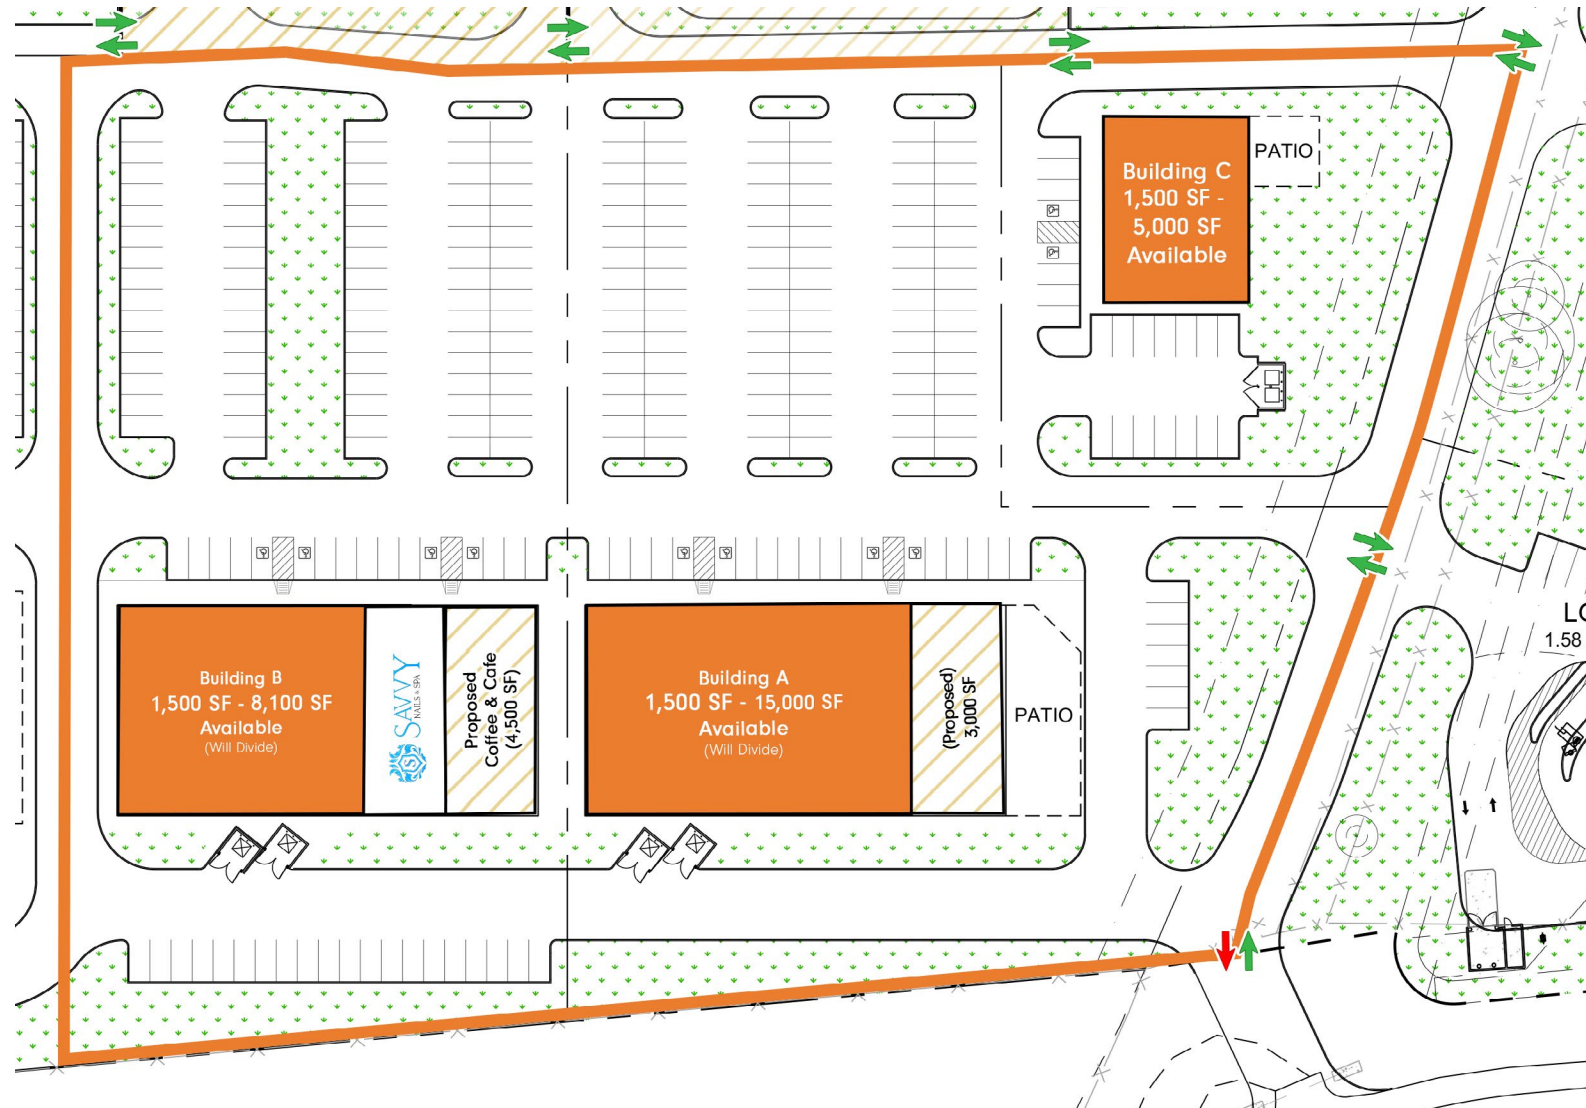 Building C
1,500 SF -
5,000 SF
Available
PATIO
Building B
1,500 SF - 8,100 SF
Available
(Will Divide)
SAVVY
NAILS & SPA
S
Proposed
Coffee & Cafe
(4,500 SF)
Building A
1,500 SF - 15,000 SF
Available
(Will Divide)
(Proposed)
3,000 SF
PATIO
LO
1.58